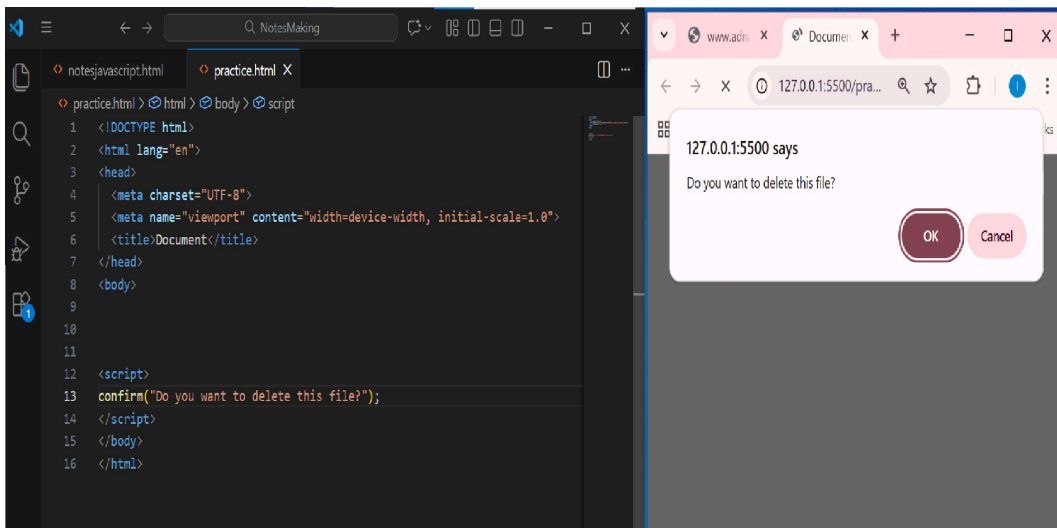 NotesMaking
notesjavascript.html
practice.html
practice.html > html > body > script
1 <!DOCTYPE html>
2 <html lang="en">
3 <head>
4 <meta charset="UTF-8">
5 <meta name="viewport" content="width=device-width, initial-scale=1.0">
6 <title>Document</title>
7 </head>
8 <body>
9
10
11
12 <script>
13 confirm("Do you want to delete this file?");
14 </script>
15 </body>
16 </html>
1
www.adn
Documen
127.0.0.1:5500/pra...
I
ks
127.0.0.1:5500 says
Do you want to delete this file?
OK
Cancel